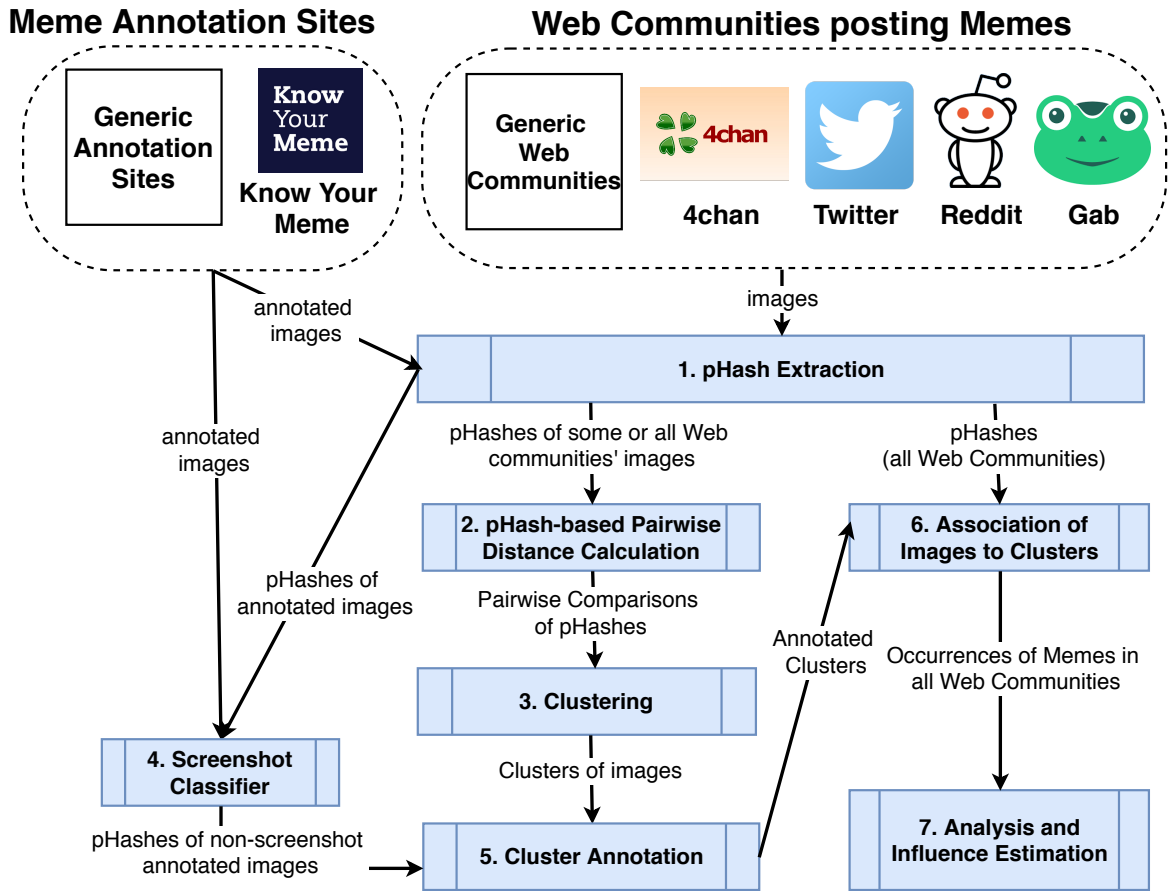 Meme Annotation Sites
Web Communities posting Memes
Generic
Annotation
Sites
Know
Your
Meme
Know Your
Meme
Generic
Web
Communities
4chan
4chan
Twitter
Reddit
Gab
annotated
images
images
1. pHash Extraction
annotated
images
pHashes of some or all Web
communities' images
pHashes
(all Web Communities)
2. pHash-based Pairwise
Distance Calculation
6. Association of
Images to Clusters
pHashes of
annotated images
Pairwise Comparisons
of pHashes
Annotated
Clusters
Occurrences of Memes in
all Web Communities
3. Clustering
4. Screenshot
Classifier
Clusters of images
pHashes of non-screenshot
annotated images
5. Cluster Annotation
7. Analysis and
Influence Estimation